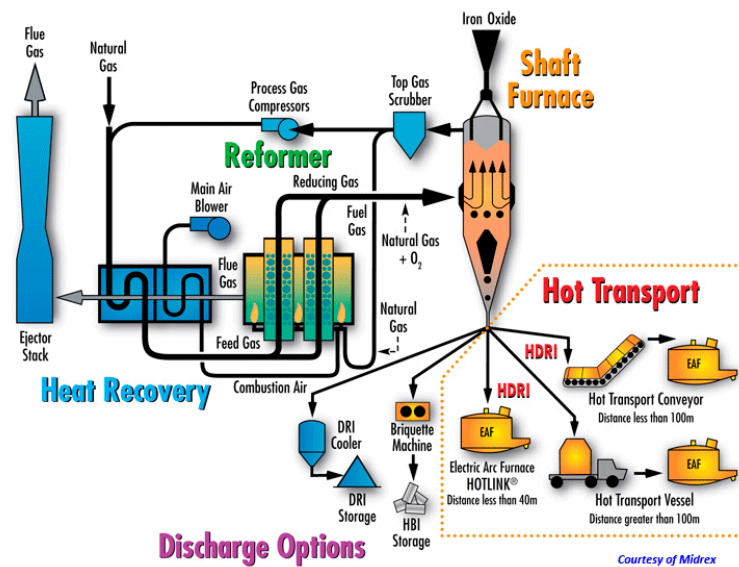 Iron Oxide
Flue
Gas
Natural
Gas
Shaft
Furnace
Process Gas
Compressors
Top Gas
Scrubber
Reformer
Reducing Gas
Main Air
Blower
Fuel
Gas
Natural Gas
+ O2
Flue
Gas
Hot Transport
Natural
Gas
Ejector
Stack
Feed Gas
HDRI
EAF
Heat Recovery
Combustion Air
HDRI
Hot Transport Conveyor
Distance less than 100m
DRI
Cooler
Briquette
Machine
EAF
EAF
Electric Arc Furnace
HOTLINK®
Distance less than 40m
DRI
Storage
HBI
Storage
Hot Transport Vessel
Distance greater than 100m
Discharge Options
Courtesy of Midrex